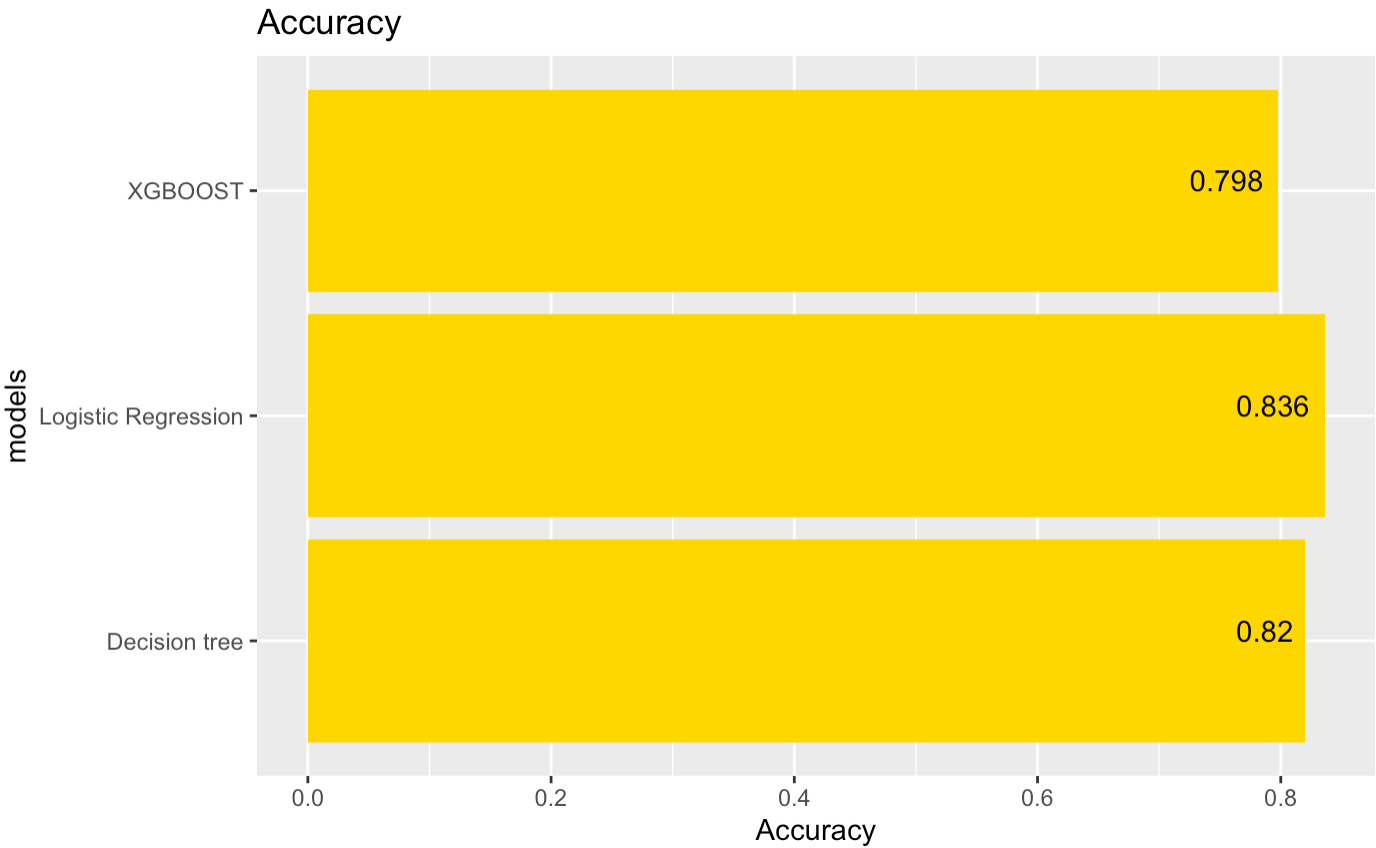 Accuracy
XGBOOST
0.798
models
Logistic Regression
0.836
Decision tree
0.82
0.0 0.2 0.4 0.6 0.8
Accuracy